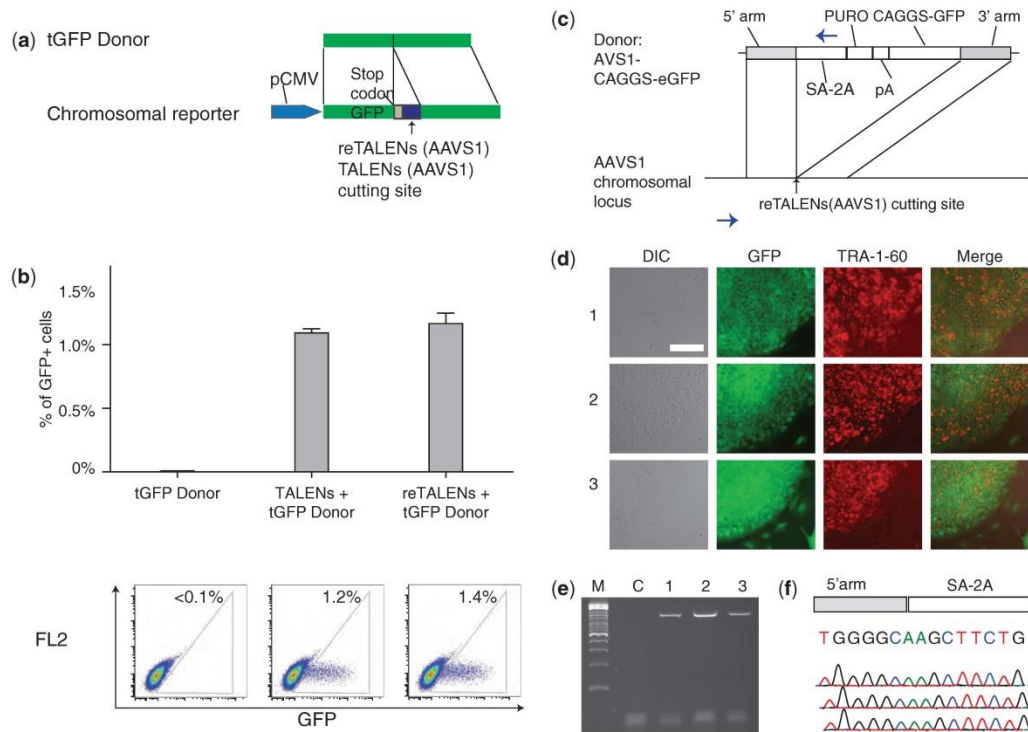 (a)
tGFP Donor
pCMV
Stop
codon
GFP
Chromosomal reporter
reTALENs (AAVS1)
TALENs (AAVS1)
cutting site
(b)
1.5%
1.0%
0.5%
0%
% of GFP+ cells
tGFP Donor
TALENs +
tGFP Donor
reTALENs +
tGFP Donor
<0.1%
1.2%
1.4%
FL2
GFP
(c)
5' arm
PURO CAGGS-GFP
3' arm
Donor:
AVS1-
CAGGS-eGFP
SA-2A
pA
AAVS1
chromosomal
locus
reTALENs(AAVS1) cutting site
(d)
DIC
GFP
TRA-1-60
Merge
1
2
3
(e)
M C 1 2 3
(f)
5'arm
SA-2A
TGGGGCAAGCTTCTG